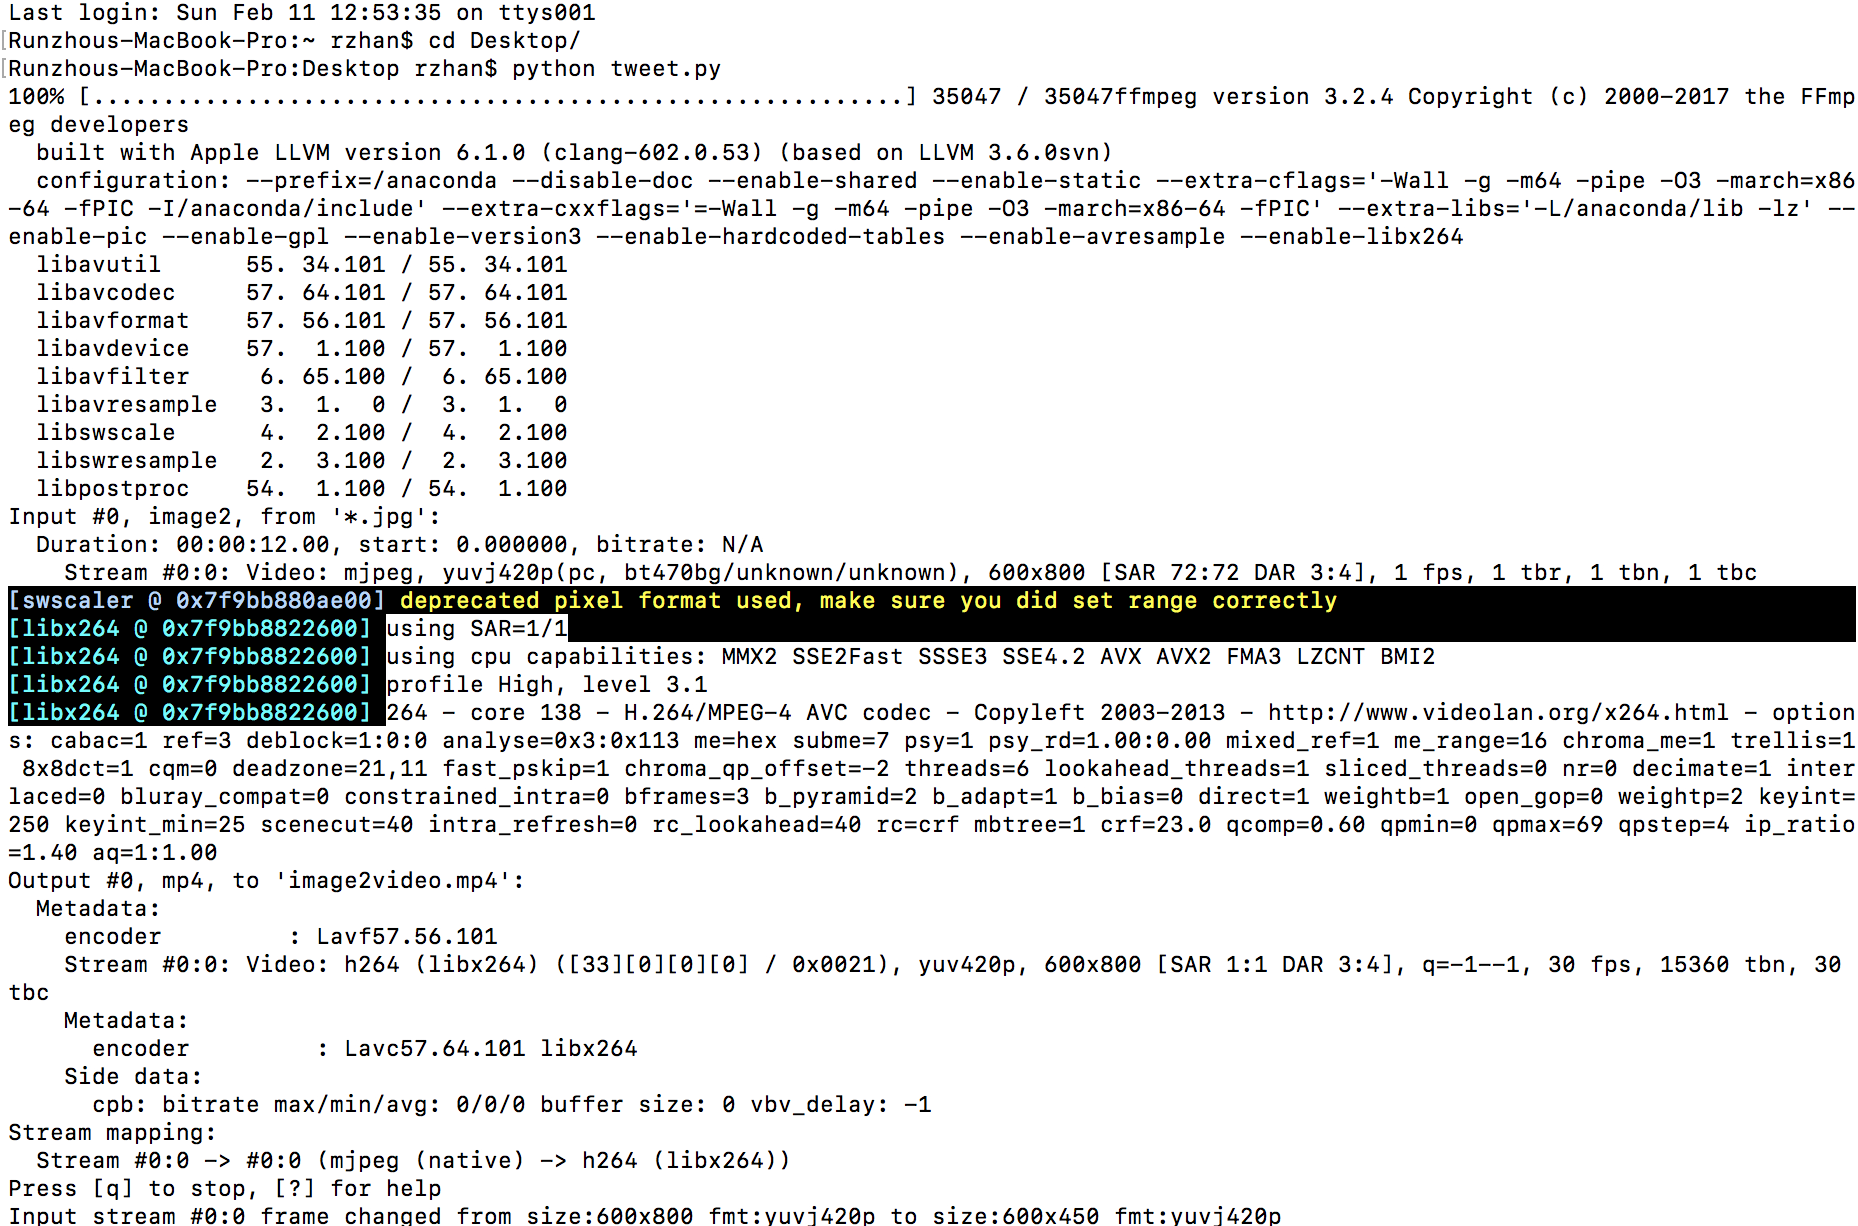 Last login: Sun Feb 11 12:53:35 on ttys001
[Runzhous-MacBook-Pro:~ rzhan$ cd Desktop/
[Runzhous-MacBook-Pro:Desktop rzhan$ python tweet.py
100% [..........................................................] 35047 / 35047ffmpeg version 3.2.4 Copyright (c) 2000-2017 the FFmp
eg developers
  built with Apple LLVM version 6.1.0 (clang-602.0.53) (based on LLVM 3.6.0svn)
  configuration: --prefix=/anaconda --disable-doc --enable-shared --enable-static --extra-cflags='-Wall -g -m64 -pipe -O3 -march=x86
-64 -fPIC -I/anaconda/include' --extra-cxxflags='=-Wall -g -m64 -pipe -O3 -march=x86-64 -fPIC' --extra-libs='-L/anaconda/lib -lz' --
enable-pic --enable-gpl --enable-version3 --enable-hardcoded-tables --enable-avresample --enable-libx264
  libavutil      55. 34.101 / 55. 34.101
  libavcodec     57. 64.101 / 57. 64.101
  libavformat    57. 56.101 / 57. 56.101
  libavdevice    57.  1.100 / 57.  1.100
  libavfilter     6. 65.100 /  6. 65.100
  libavresample   3.  1.  0 /  3.  1.  0
  libswscale      4.  2.100 /  4.  2.100
  libswresample   2.  3.100 /  2.  3.100
  libpostproc    54.  1.100 / 54.  1.100
Input #0, image2, from '*.jpg':
  Duration: 00:00:12.00, start: 0.000000, bitrate: N/A
    Stream #0:0: Video: mjpeg, yuvj420p(pc, bt470bg/unknown/unknown), 600x800 [SAR 72:72 DAR 3:4], 1 fps, 1 tbr, 1 tbn, 1 tbc
[swscaler @ 0x7f9bb880ae00] deprecated pixel format used, make sure you did set range correctly
[libx264 @ 0x7f9bb8822600] using SAR=1/1
[libx264 @ 0x7f9bb8822600] using cpu capabilities: MMX2 SSE2Fast SSSE3 SSE4.2 AVX AVX2 FMA3 LZCNT BMI2
[libx264 @ 0x7f9bb8822600] profile High, level 3.1
[libx264 @ 0x7f9bb8822600] 264 - core 138 - H.264/MPEG-4 AVC codec - Copyleft 2003-2013 - http://www.videolan.org/x264.html - option
s: cabac=1 ref=3 deblock=1:0:0 analyse=0x3:0x113 me=hex subme=7 psy=1 psy_rd=1.00:0.00 mixed_ref=1 me_range=16 chroma_me=1 trellis=1
 8x8dct=1 cqm=0 deadzone=21,11 fast_pskip=1 chroma_qp_offset=-2 threads=6 lookahead_threads=1 sliced_threads=0 nr=0 decimate=1 inter
laced=0 bluray_compat=0 constrained_intra=0 bframes=3 b_pyramid=2 b_adapt=1 b_bias=0 direct=1 weightb=1 open_gop=0 weightp=2 keyint=
250 keyint_min=25 scenecut=40 intra_refresh=0 rc_lookahead=40 rc=crf mbtree=1 crf=23.0 qcomp=0.60 qpmin=0 qpmax=69 qpstep=4 ip_ratio
=1.40 aq=1:1.00
Output #0, mp4, to 'image2video.mp4':
  Metadata:
    encoder         : Lavf57.56.101
    Stream #0:0: Video: h264 (libx264) ([33][0][0][0] / 0x0021), yuv420p, 600x800 [SAR 1:1 DAR 3:4], q=-1--1, 30 fps, 15360 tbn, 30
tbc
    Metadata:
      encoder         : Lavc57.64.101 libx264
    Side data:
      cpb: bitrate max/min/avg: 0/0/0 buffer size: 0 vbv_delay: -1
Stream mapping:
  Stream #0:0 -> #0:0 (mjpeg (native) -> h264 (libx264))
Press [q] to stop, [?] for help
Input stream #0:0 frame changed from size:600x800 fmt:yuvj420p to size:600x450 fmt:yuvj420p